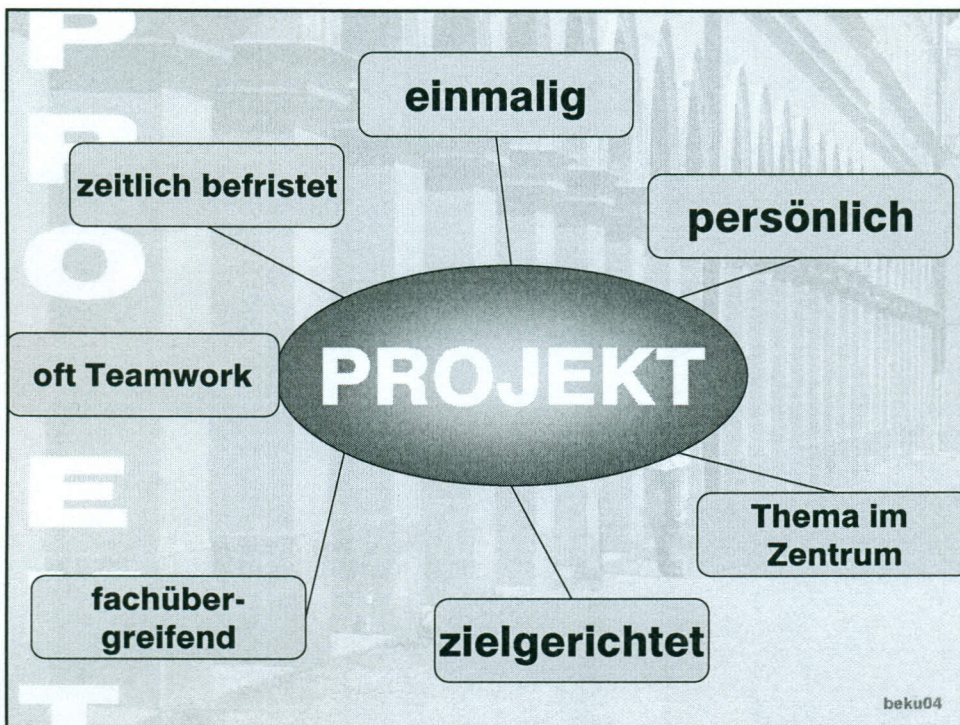 P
R
O
E
T
einmalig
zeitlich befristet
persönlich
oft Teamwork
PROJEKT
Thema im
Zentrum
fachüber-
greifend
zielgerichtet
beku04